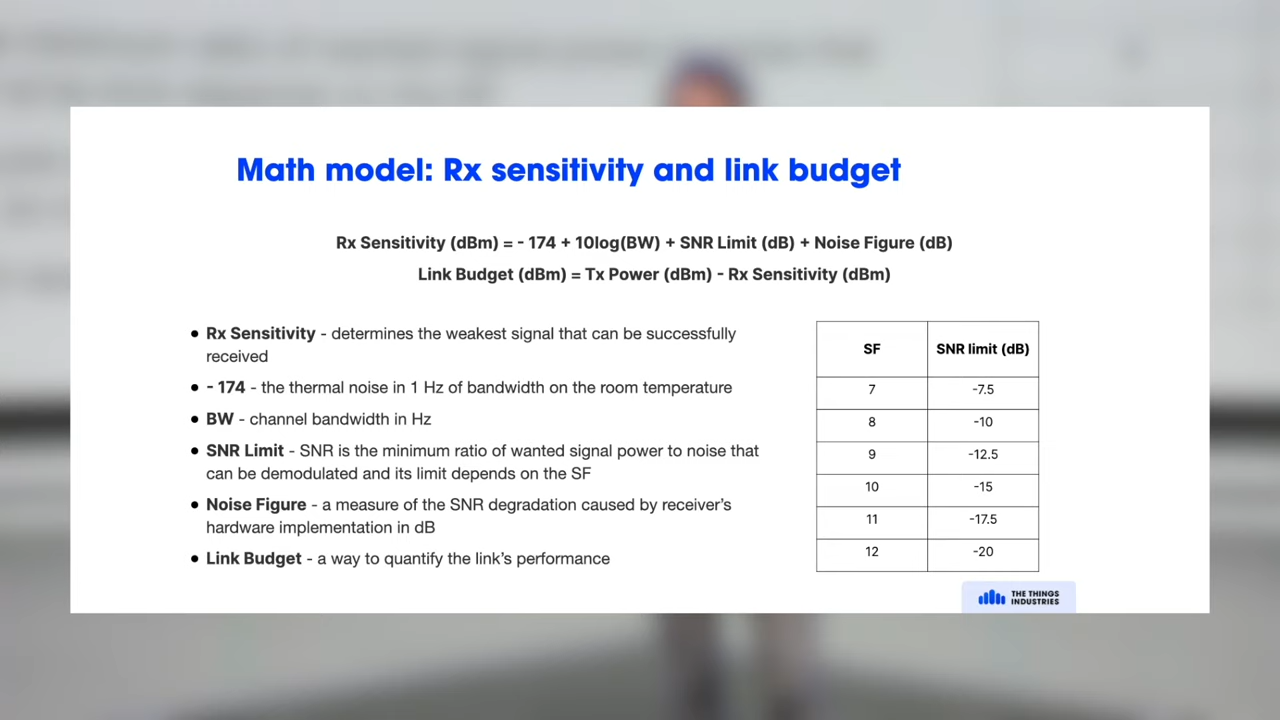 Math model: Rx sensitivity and link budget
Rx Sensitivity (dBm) = - 174 + 10log(BW) + SNR Limit (dB) + Noise Figure (dB)
Link Budget (dBm) = Tx Power (dBm) - Rx Sensitivity (dBm)
● Rx Sensitivity - determines the weakest signal that can be successfully
received
● - 174 - the thermal noise in 1 Hz of bandwidth on the room temperature
● BW - channel bandwidth in Hz
● SNR Limit - SNR is the minimum ratio of wanted signal power to noise that
can be demodulated and its limit depends on the SF
● Noise Figure - a measure of the SNR degradation caused by receiver’s
hardware implementation in dB
● Link Budget - a way to quantify the link’s performance
SF SNR limit (dB)
7 -7.5
8 -10
9 -12.5
10 -15
11 -17.5
12 -20
THE THINGS
INDUSTRIES